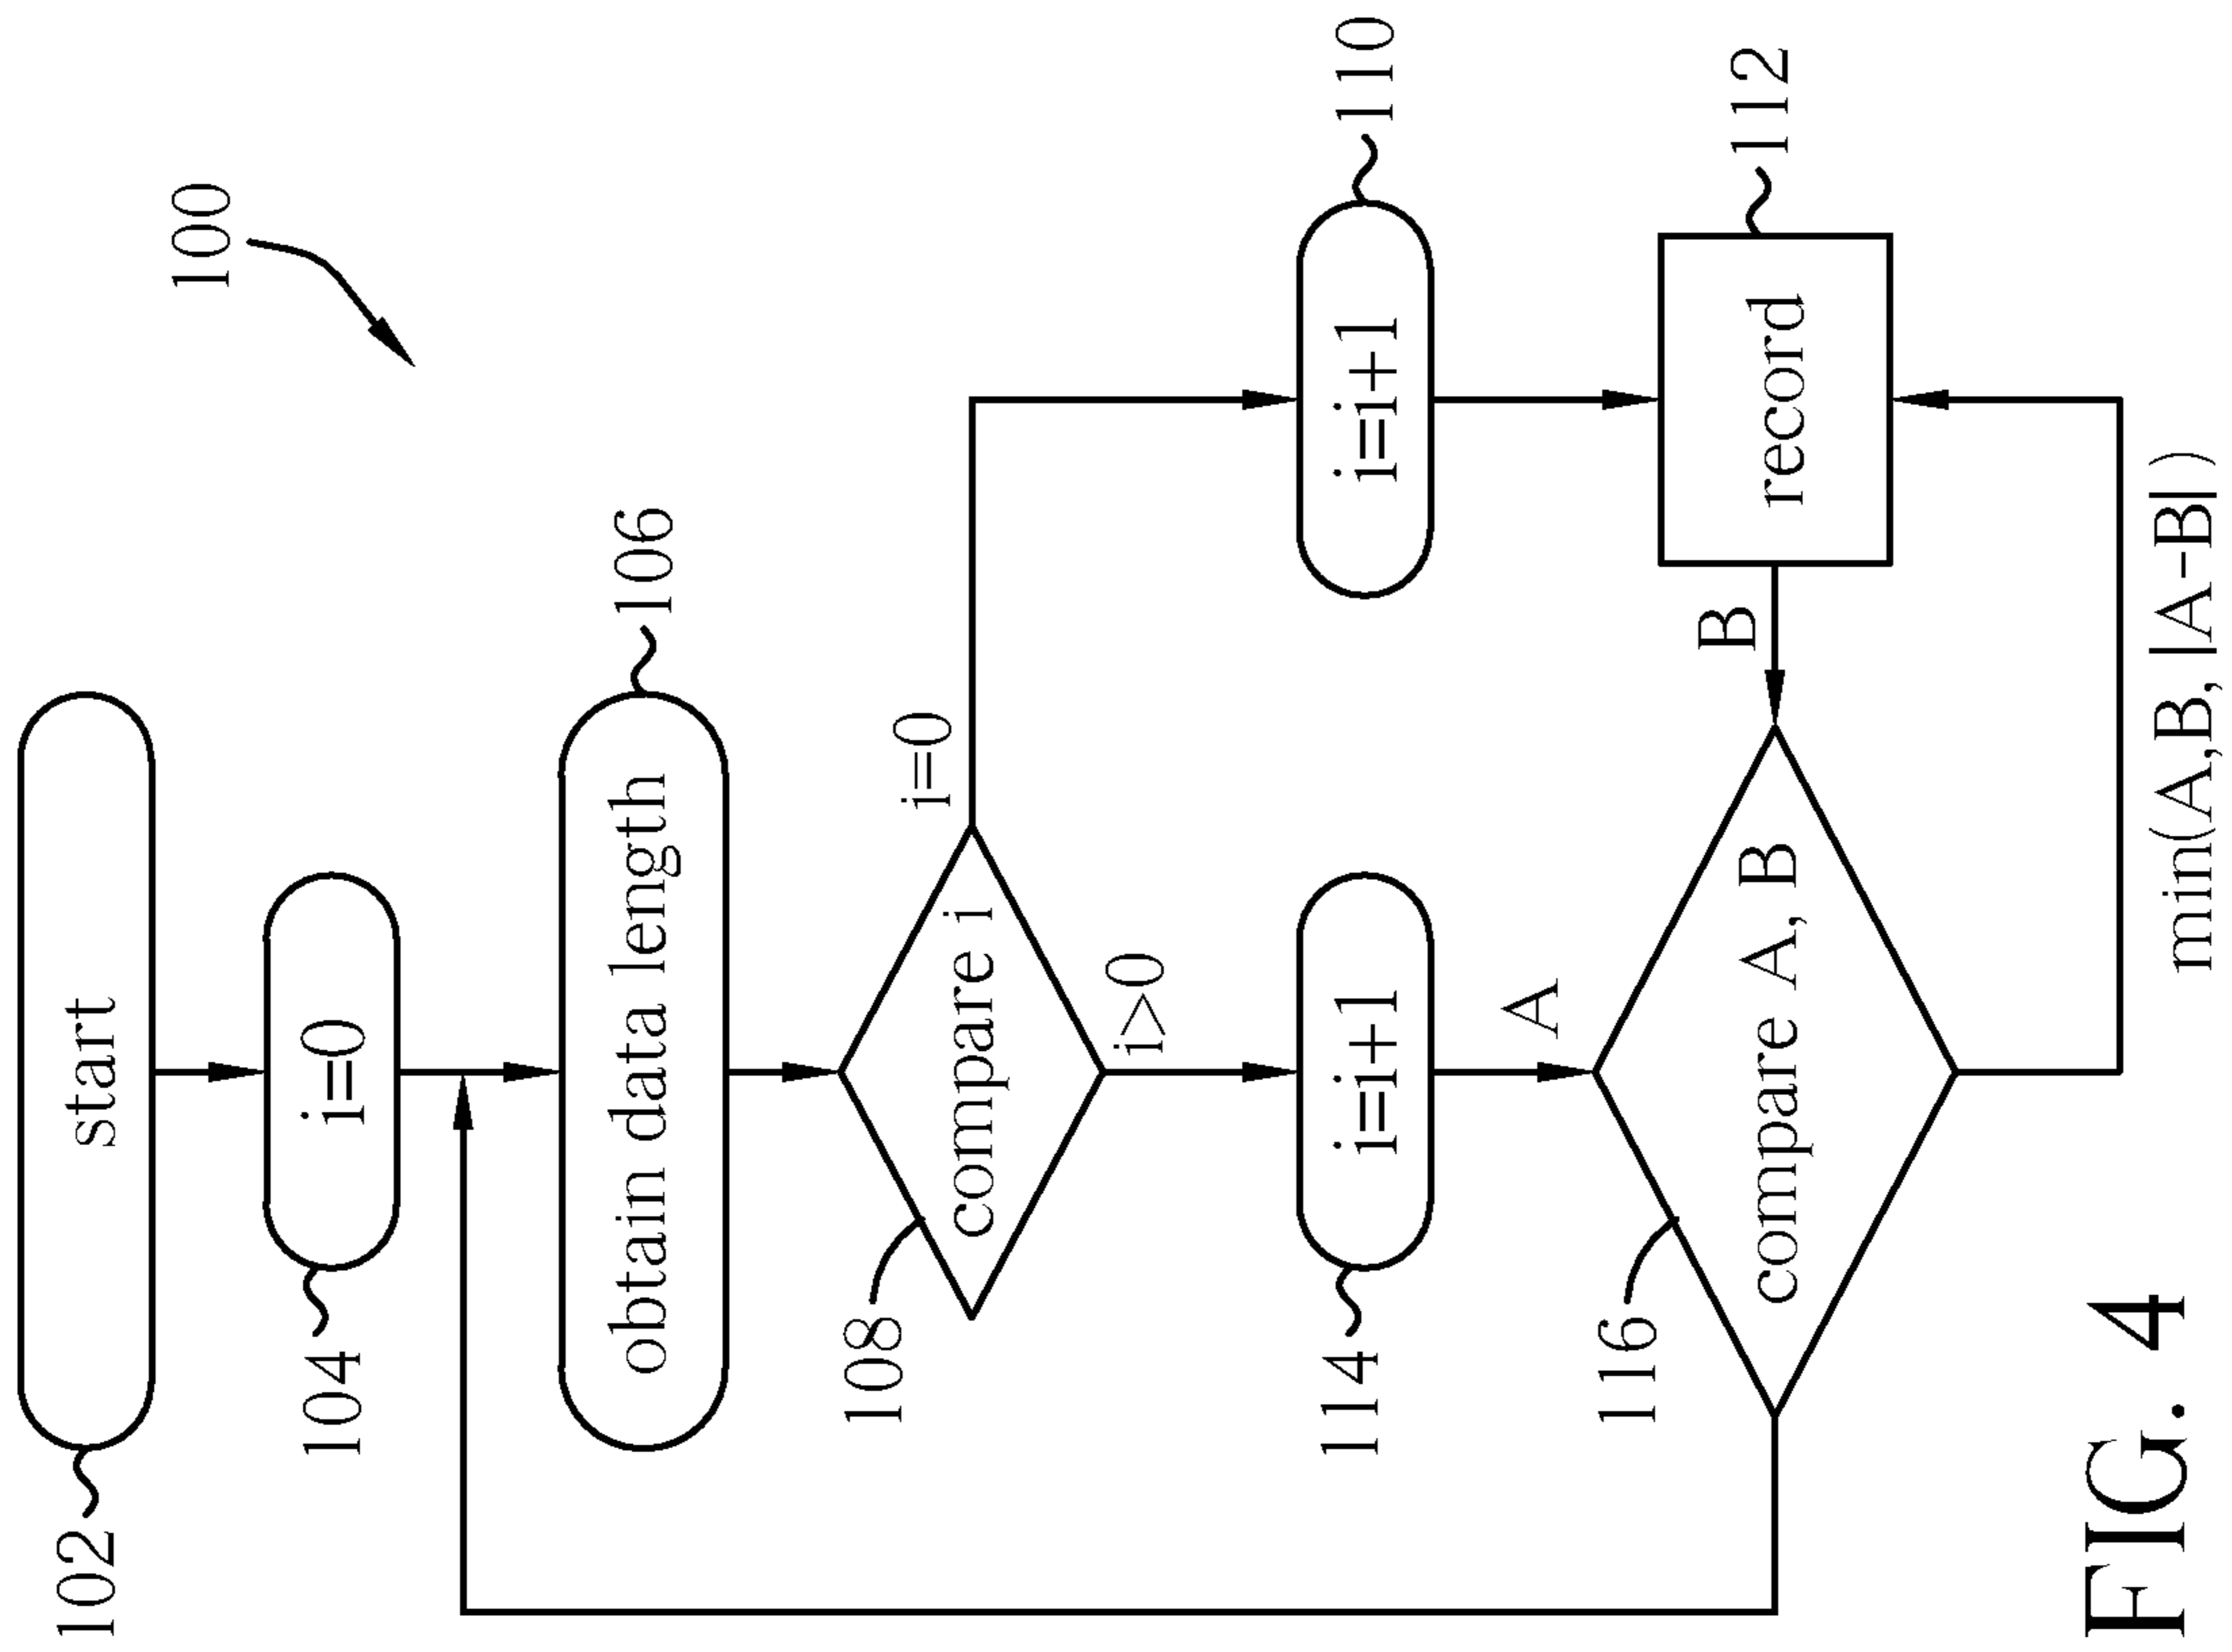 100
start
102
i=0
104
obtain data length
106
compare i
108
i=0
i>0
i=i+1
110
i=i+1
114
A
record
112
B
compare A, B
116
min(A,B,|A-B|)
FIG. 4